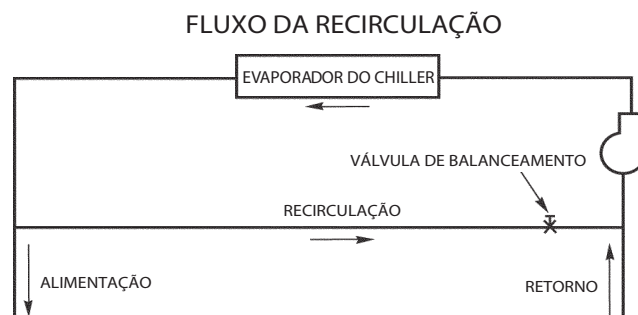 FLUXO DA RECIRCULAÇÃO
EVAPORADOR DO CHILLER
VÁLVULA DE BALANCEAMENTO
RECIRCULAÇÃO
ALIMENTAÇÃO
RETORNO